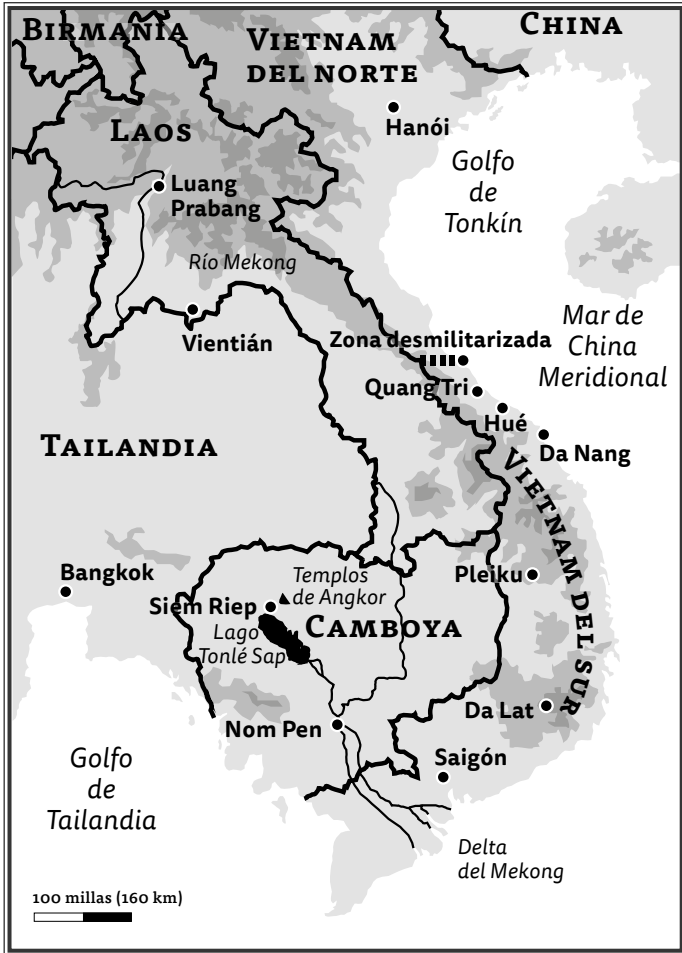 BIRMANIA
VIETNAM
DEL NORTE
CHINA
LAOS
Hanói
Golfo
de
Tonkín
Luang
Prabang
Río Mekong
Vientián
Zona desmilitarizada
Mar de
China
Meridional
Quang Tri
Hué
Da Nang
TAILANDIA
VIETNAM DEL SUR
Bangkok
Templos
de Angkor
Pleiku
Siem Riep
CAMBOYA
Lago
Tonlé Sap
Nom Pen
Da Lat
Saigón
Golfo
de
Tailandia
Delta
del Mekong
100 millas (160 km)